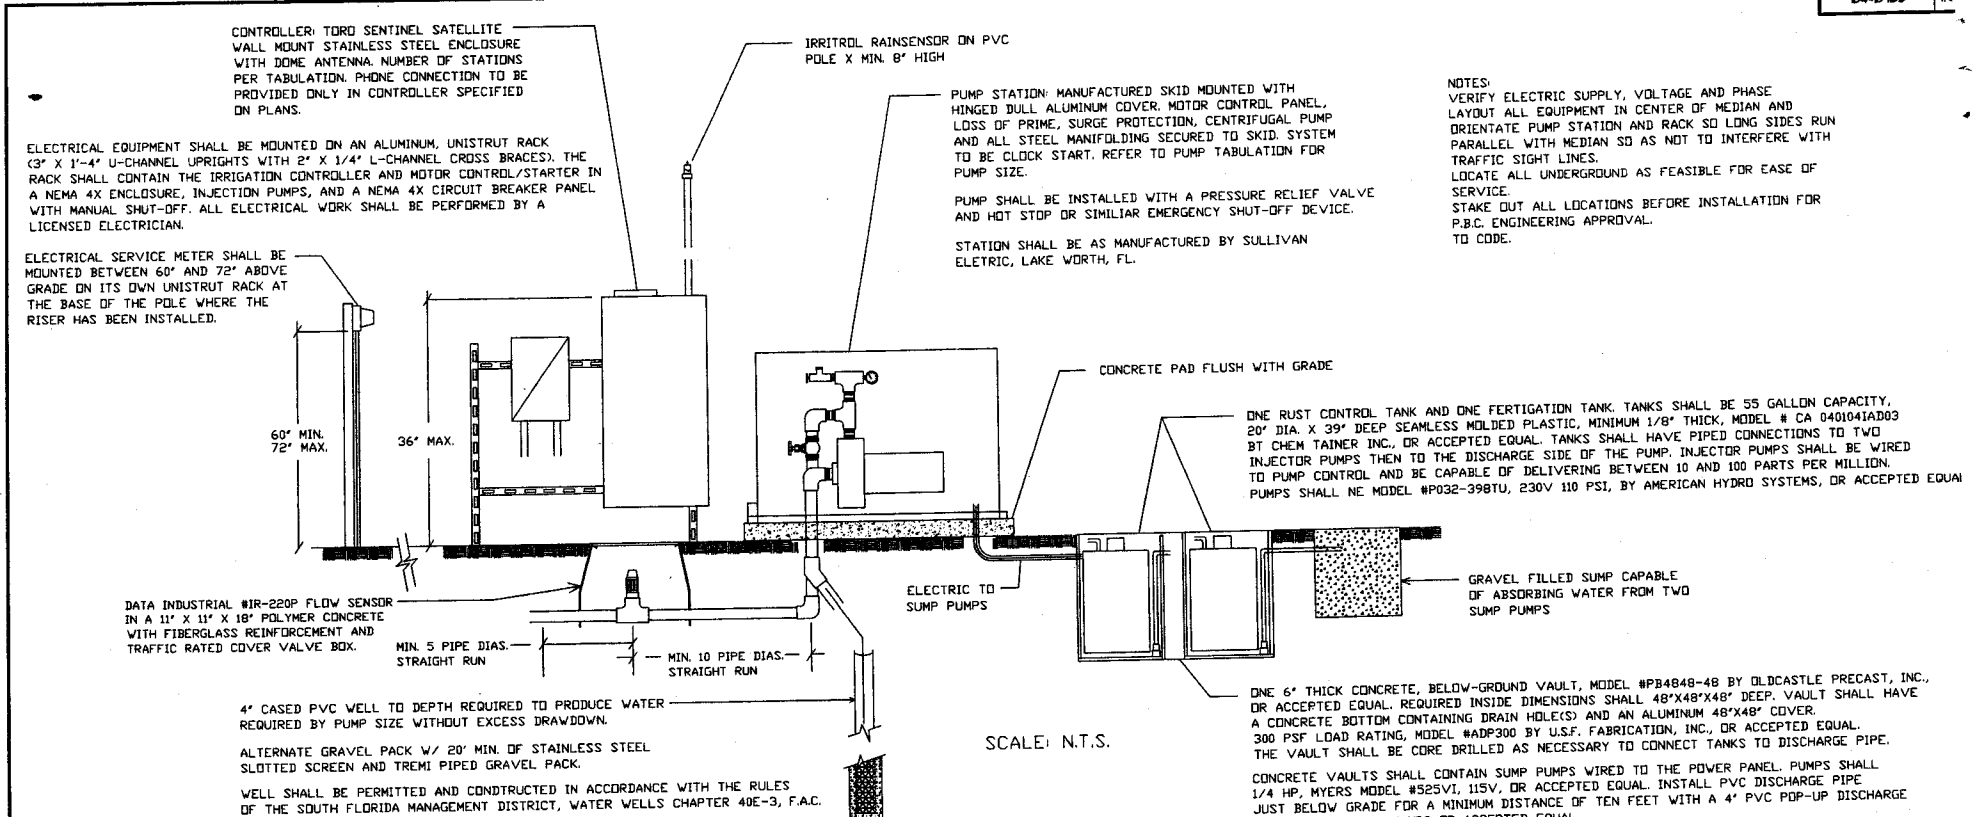 CONTROLLER: TORO SENTINEL SATELLITE
WALL MOUNT STAINLESS STEEL ENCLOSURE
WITH DOME ANTENNA. NUMBER OF STATIONS
PER TABULATION. PHONE CONNECTION TO BE
PROVIDED ONLY IN CONTROLLER SPECIFIED
ON PLANS.
IRRITROL RAINSENSOR ON PVC
POLE X MIN. 8' HIGH
PUMP STATION: MANUFACTURED SKID MOUNTED WITH
HINGED DULL ALUMINUM COVER. MOTOR CONTROL PANEL,
LOSS OF PRIME, SURGE PROTECTION, CENTRIFUGAL PUMP
AND ALL STEEL MANIFOLDING SECURED TO SKID. SYSTEM
TO BE CLOCK START. REFER TO PUMP TABULATION FOR
PUMP SIZE.
PUMP SHALL BE INSTALLED WITH A PRESSURE RELIEF VALVE
AND HOT STOP OR SIMILIAR EMERGENCY SHUT-OFF DEVICE.
STATION SHALL BE AS MANUFACTURED BY SULLIVAN
ELETRIC, LAKE WORTH, FL.
NOTES:
VERIFY ELECTRIC SUPPLY, VOLTAGE AND PHASE
LAYOUT ALL EQUIPMENT IN CENTER OF MEDIAN AND
ORIENTATE PUMP STATION AND RACK SO LONG SIDES RUN
PARALLEL WITH MEDIAN SO AS NOT TO INTERFERE WITH
TRAFFIC SIGHT LINES.
LOCATE ALL UNDERGROUND AS FEASIBLE FOR EASE OF
SERVICE.
STAKE OUT ALL LOCATIONS BEFORE INSTALLATION FOR
P.B.C. ENGINEERING APPROVAL.
TO CODE.
ELECTRICAL EQUIPMENT SHALL BE MOUNTED ON AN ALUMINUM, UNISTRUT RACK
(3" X 1'-4" U-CHANNEL UPRIGHTS WITH 2" X 1/4" L-CHANNEL CROSS BRACES). THE
RACK SHALL CONTAIN THE IRRIGATION CONTROLLER AND MOTOR CONTROL/STARTER IN
A NEMA 4X ENCLOSURE, INJECTION PUMPS, AND A NEMA 4X CIRCUIT BREAKER PANEL
WITH MANUAL SHUT-OFF. ALL ELECTRICAL WORK SHALL BE PERFORMED BY A
LICENSED ELECTRICIAN.
ELECTRICAL SERVICE METER SHALL BE
MOUNTED BETWEEN 60" AND 72" ABOVE
GRADE ON ITS OWN UNISTRUT RACK AT
THE BASE OF THE POLE WHERE THE
RISER HAS BEEN INSTALLED.
60" MIN.
72" MAX.
36" MAX.
CONCRETE PAD FLUSH WITH GRADE
ONE RUST CONTROL TANK AND ONE FERTIGATION TANK. TANKS SHALL BE 55 GALLON CAPACITY,
20" DIA. X 39" DEEP SEAMLESS MOLDED PLASTIC, MINIMUM 1/8" THICK, MODEL # CA 040104IAD03
BT CHEM TAINER INC., OR ACCEPTED EQUAL. TANKS SHALL HAVE PIPED CONNECTIONS TO TWO
INJECTOR PUMPS THEN TO THE DISCHARGE SIDE OF THE PUMP. INJECTOR PUMPS SHALL BE WIRED
TO PUMP CONTROL AND BE CAPABLE OF DELIVERING BETWEEN 10 AND 100 PARTS PER MILLION.
PUMPS SHALL NE MODEL #P032-398TU, 230V 110 PSI, BY AMERICAN HYDRO SYSTEMS, OR ACCEPTED EQUAL
DATA INDUSTRIAL #IR-220P FLOW SENSOR
IN A 11" X 11" X 18" POLYMER CONCRETE
WITH FIBERGLASS REINFORCEMENT AND
TRAFFIC RATED COVER VALVE BOX.
MIN. 5 PIPE DIAS.
STRAIGHT RUN
MIN. 10 PIPE DIAS.
STRAIGHT RUN
ELECTRIC TO
SUMP PUMPS
GRAVEL FILLED SUMP CAPABLE
OF ABSORBING WATER FROM TWO
SUMP PUMPS
4" CASED PVC WELL TO DEPTH REQUIRED TO PRODUCE WATER
REQUIRED BY PUMP SIZE WITHOUT EXCESS DRAWDOWN.
ALTERNATE GRAVEL PACK W/ 20' MIN. OF STAINLESS STEEL
SLOTTED SCREEN AND TREMI PIPED GRAVEL PACK.
WELL SHALL BE PERMITTED AND CONDTRUCTED IN ACCORDANCE WITH THE RULES
OF THE SOUTH FLORIDA MANAGEMENT DISTRICT, WATER WELLS CHAPTER 40E-3, F.A.C.
SCALE: N.T.S.
ONE 6" THICK CONCRETE, BELOW-GROUND VAULT, MODEL #PB4848-48 BY OLDCASTLE PRECAST, INC.,
OR ACCEPTED EQUAL. REQUIRED INSIDE DIMENSIONS SHALL 48"X48"X48" DEEP. VAULT SHALL HAVE
A CONCRETE BOTTOM CONTAINING DRAIN HOLE(S) AND AN ALUMINUM 48"X48" COVER.
300 PSF LOAD RATING, MODEL #ADP300 BY U.S.F. FABRICATION, INC., OR ACCEPTED EQUAL.
THE VAULT SHALL BE CORE DRILLED AS NECESSARY TO CONNECT TANKS TO DISCHARGE PIPE.
CONCRETE VAULTS SHALL CONTAIN SUMP PUMPS WIRED TO THE POWER PANEL. PUMPS SHALL
1/4 HP, MYERS MODEL #525VI, 115V, OR ACCEPTED EQUAL. INSTALL PVC DISCHARGE PIPE
JUST BELOW GRADE FOR A MINIMUM DISTANCE OF TEN FEET WITH A 4" PVC POP-UP DISCHARGE